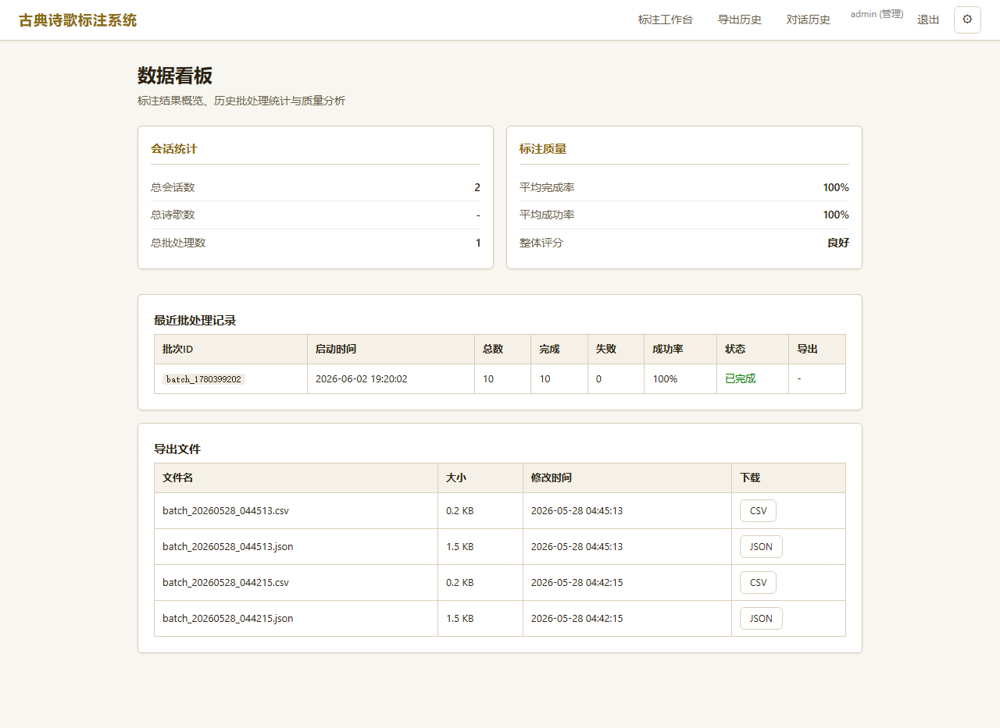 古典诗歌标注系统 标注工作台 导出历史 对话历史 admin (管理) 退出
数据看板
标注结果概览、历史批处理统计与质量分析
会话统计
总会话数 2
总诗歌数 -
总批处理数 1
标注质量
平均完成率 100%
平均成功率 100%
整体评分 良好
最近批处理记录
批次ID 启动时间 总数 完成 失败 成功率 状态 导出
batch_1780399202 2026-06-02 19:20:02 10 10 0 100% 已完成 -
导出文件
文件名 大小 修改时间 下载
batch_20260528_044513.csv 0.2 KB 2026-05-28 04:45:13 CSV
batch_20260528_044513.json 1.5 KB 2026-05-28 04:45:13 JSON
batch_20260528_044215.csv 0.2 KB 2026-05-28 04:42:15 CSV
batch_20260528_044215.json 1.5 KB 2026-05-28 04:42:15 JSON